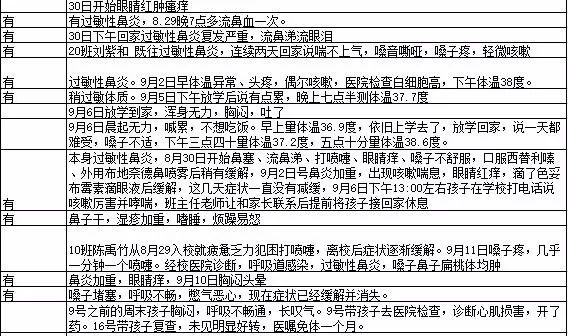 30日开始眼睛红肿瘙痒
有 有过敏性鼻炎，8.29晚7点多流鼻血一次。
有 30日下午回家过敏性鼻炎复发严重，流鼻涕流眼泪
有 20班刘紫和 既往过敏性鼻炎，连续两天回家说喘不上气，嗓音嘶哑，嗓子疼，轻微咳嗽
有 过敏性鼻炎。9月2日早体温异常、头疼，偶尔咳嗽，医院检查白细胞高，下午体温38度。
有 稍过敏体质。9月5日下午放学后说有点累，晚上七点半测体温37.7度
9月6日放学到家，浑身无力，胸闷，吐了
9月6日晨起无力，喊累，不想吃饭。早上量体温36.9度，依旧上学去了，放学回家，说一天都
难受，嗓子不适，下午三点四十量体温37.2度，五点十分量体温38.6度。
本身过敏性鼻炎，8月30日开始鼻塞、流鼻涕、打喷嚏、眼睛痒、嗓子不舒服，口服西替利嗪
、外用布地奈德鼻喷雾后稍有缓解，9月2日号鼻炎加重，出现咳嗽喘息，眼睛红痒，滴了色妥
布霉素滴眼液后缓解，这几天症状一直没有减缓，9月6日下午13:00左右孩子在学校打电话说
有 咳嗽厉害并哮喘，班主任老师让和家长联系后提前将孩子接回家休息
有 鼻子干，湿疹加重，嗜睡，烦躁易怒
10班陈禹竹从8月29入校就疲惫乏力犯困打喷嚏，离校后症状逐渐缓解。9月11日嗓子疼，几乎
一分钟一个喷嚏。经校医院诊断，呼吸道感染，过敏性鼻炎，嗓子鼻子扁桃体均肿
有 鼻炎加重，眼睛痒，9月10日胸闷头晕
有 嗓子堵塞，呼吸不畅，憋气恶心，现在症状已经缓解并消失。
9号之前的周末孩子胸闷，呼吸不畅通，长叹气。9号带孩子去医院检查，诊断心肌损害，开了
药。16号带孩子复查，未见明显好转，医嘱免体一个月。